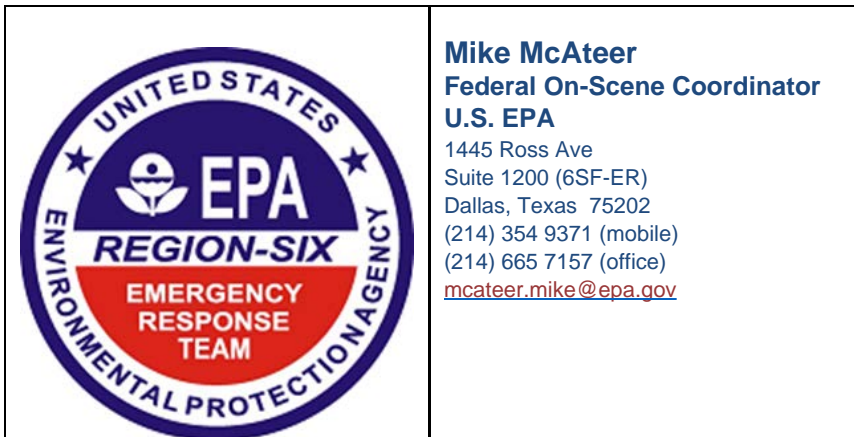 UNITED STATES
ENVIRONMENTAL PROTECTION AGENCY
EPA
REGION-SIX
EMERGENCY
RESPONSE
TEAM
Mike McAteer
Federal On-Scene Coordinator
U.S. EPA
1445 Ross Ave
Suite 1200 (6SF-ER)
Dallas, Texas  75202
(214) 354 9371 (mobile)
(214) 665 7157 (office)
mcateer.mike@epa.gov